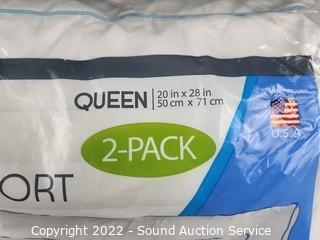 QUEEN
20 in x 28 in
50 cm x 71 cm
2-PACK
U.S.A
ORT
Copyright 2022 - Sound Auction Service